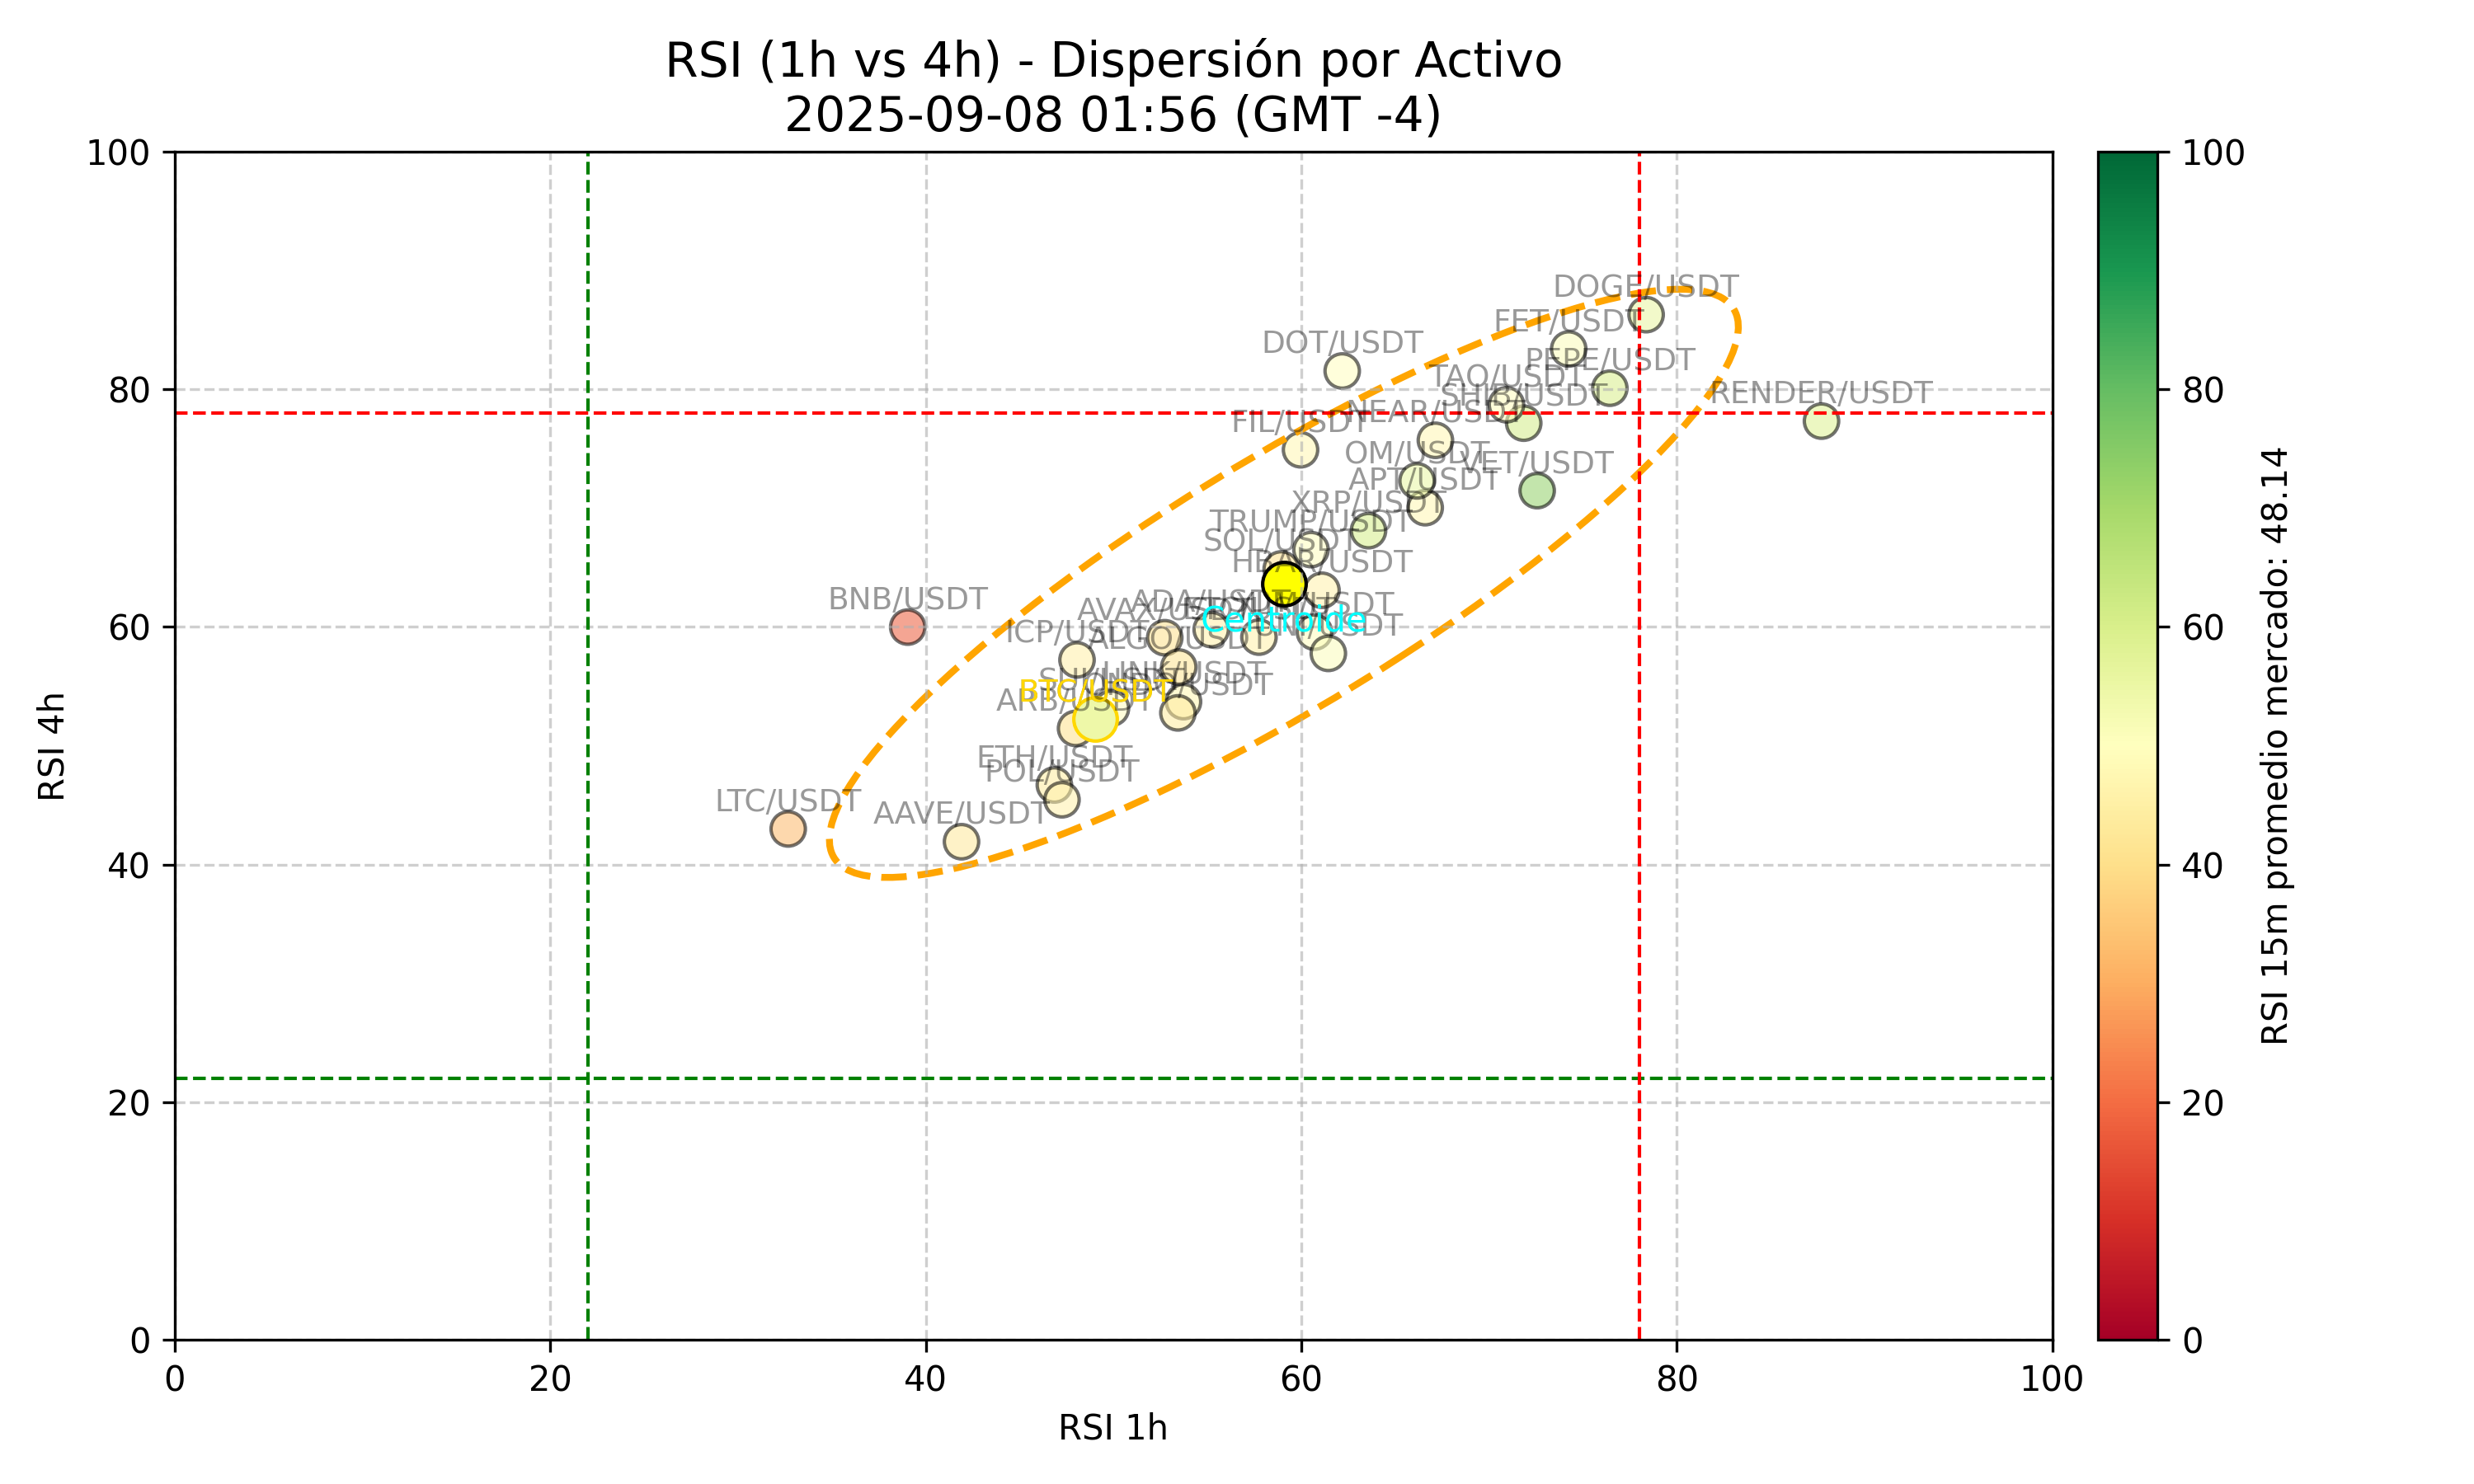 RSI (1h vs 4h) - Dispersión por Activo
2025-09-08 01:56 (GMT -4)
100
80
60
40
20
0
0
20
40
60
80
100
RSI 4h
RSI 1h
DOGE/USDT
FET/USDT
DOT/USDT
PEPE/USDT
TAO/USDT
SHIB/USDT
RENDER/USDT
NEAR/USDT
FIL/USDT
OM/USDT
VET/USDT
APT/USDT
XRP/USDT
TRUMP/USDT
SOL/USDT
HBAR/USDT
BNB/USDT
ADA/USDT
AVAX/USDT
Centroide
ICP/USDT
ALGO/USDT
LINK/USDT
BTC/USDT
ARB/USDT
ETH/USDT
POL/USDT
LTC/USDT
AAVE/USDT
100
80
60
40
20
0
RSI 15m promedio mercado: 48.14